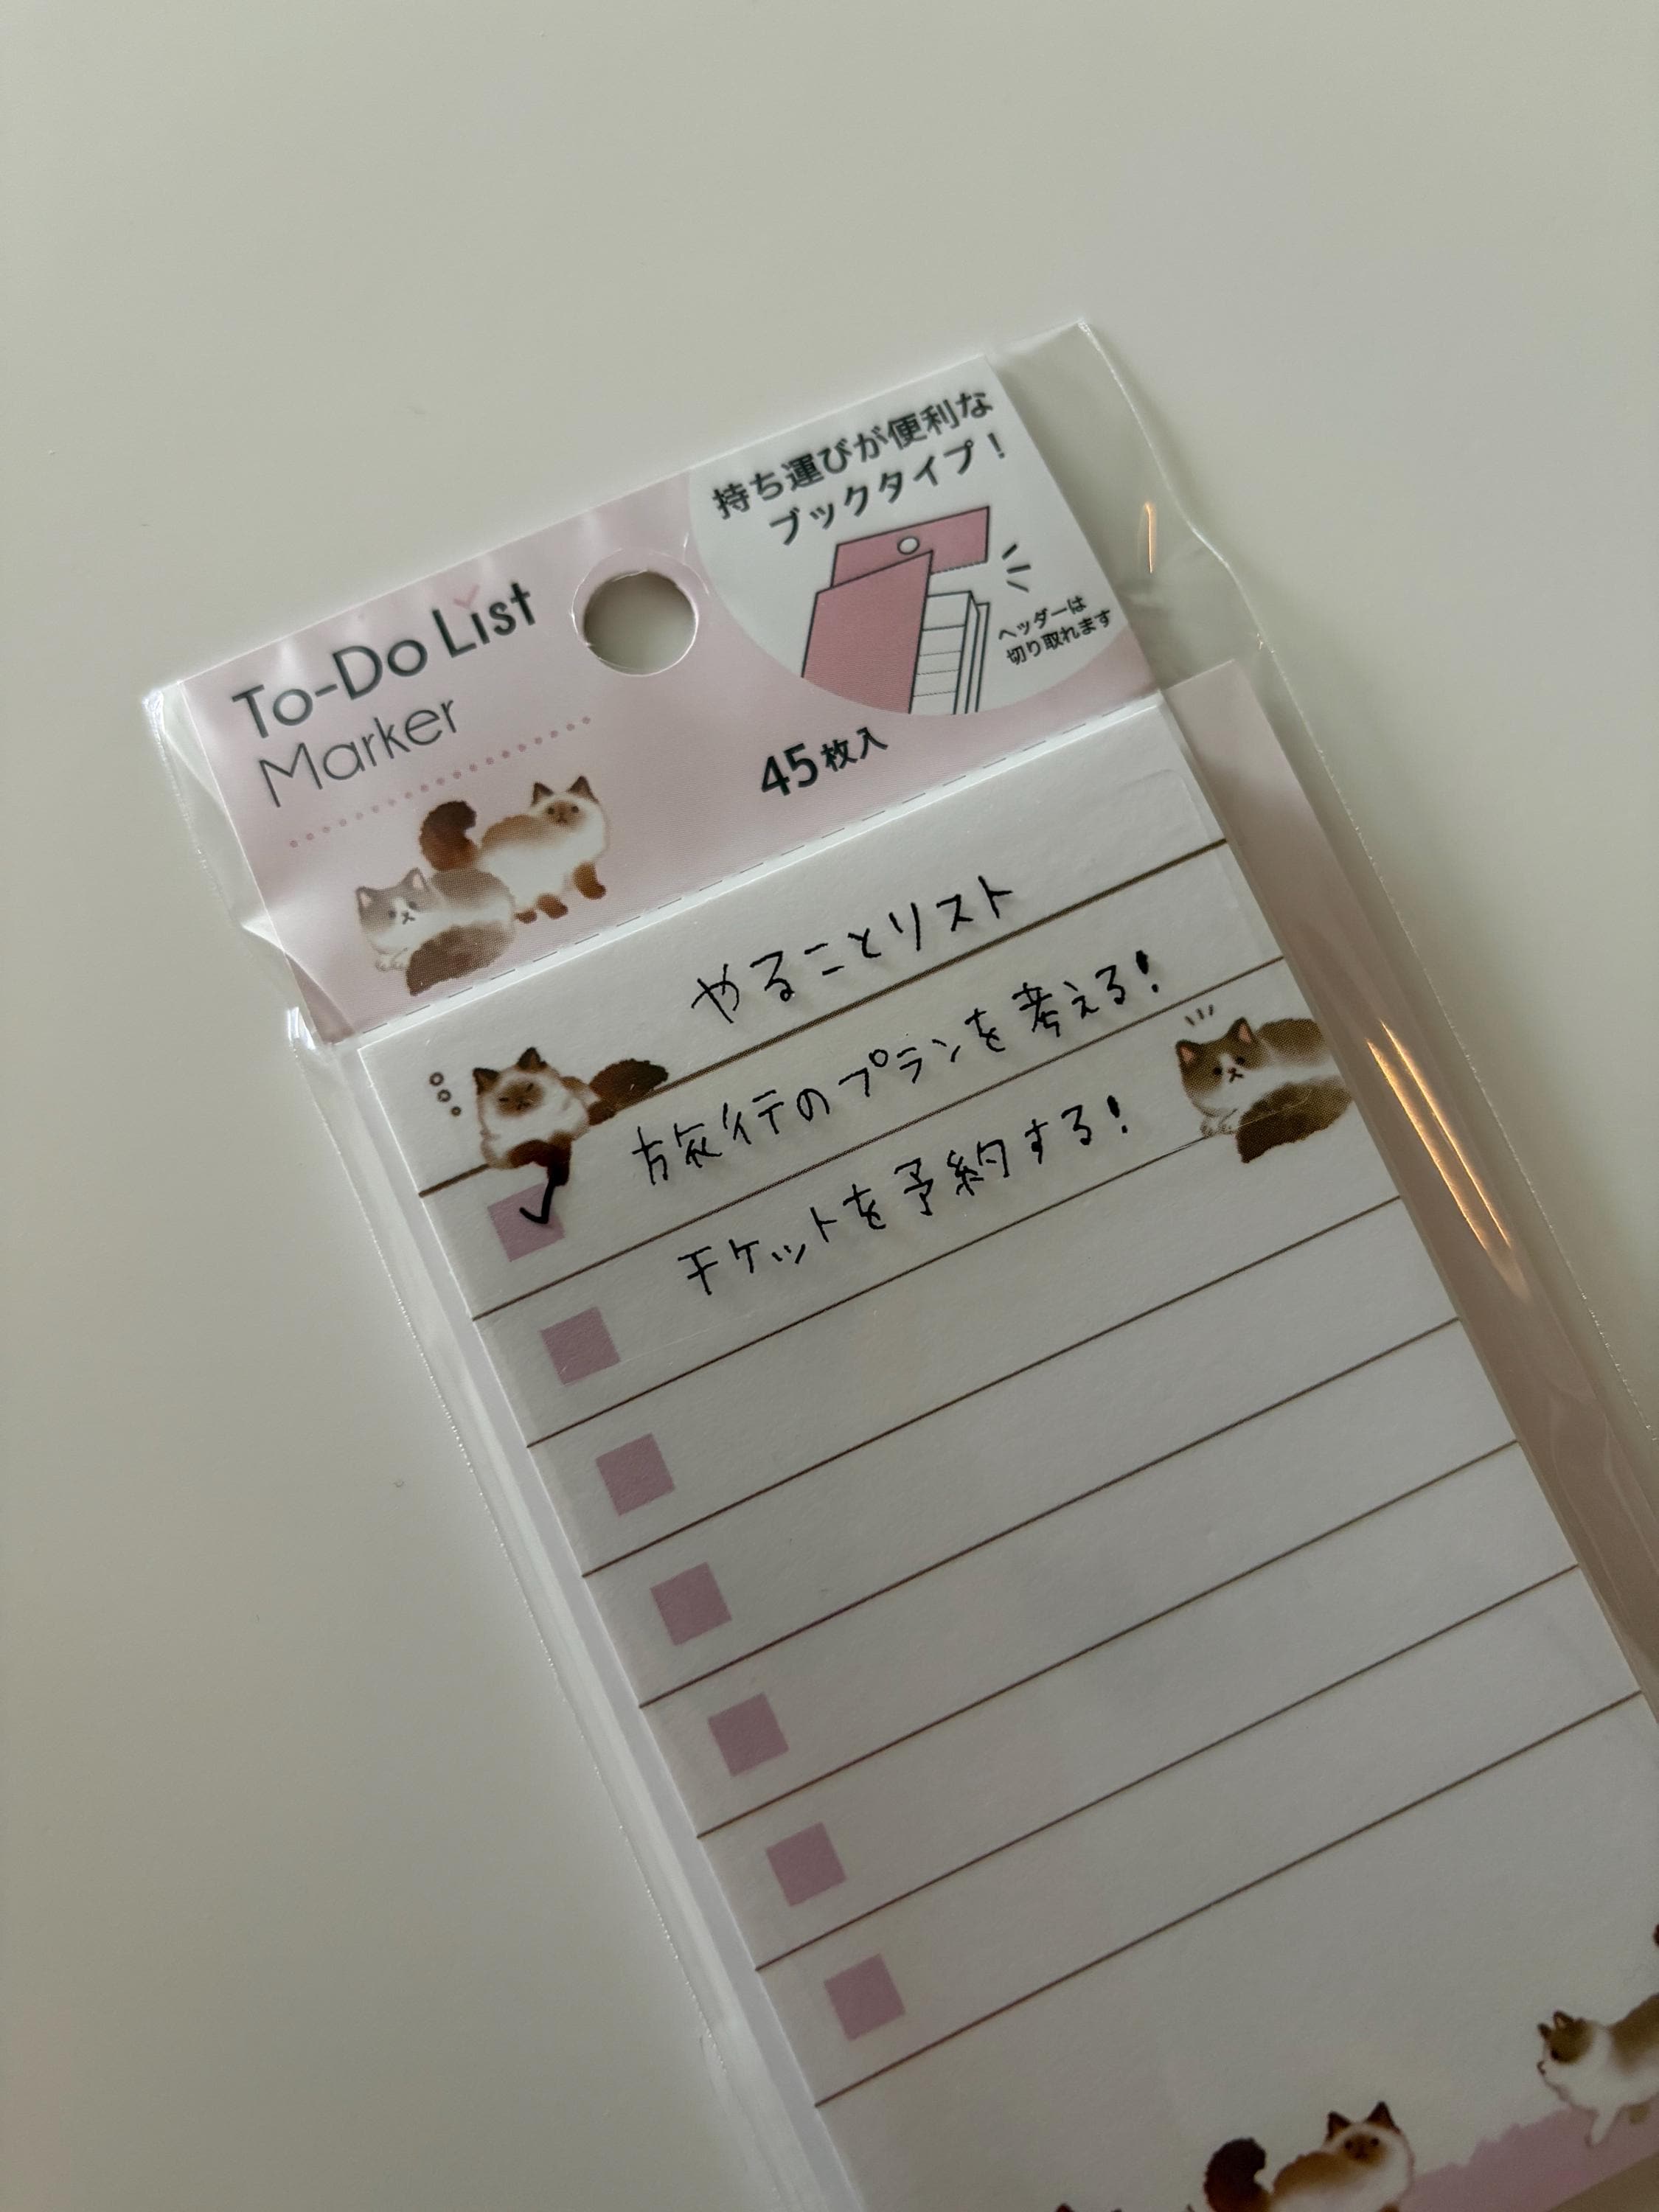 To-Do List
Marker
持ち運びが便利な
ブックタイプ！
ヘッダーは
切り取れます
45枚入
やることリスト
旅行のプランを考える！
チケットを予約する！